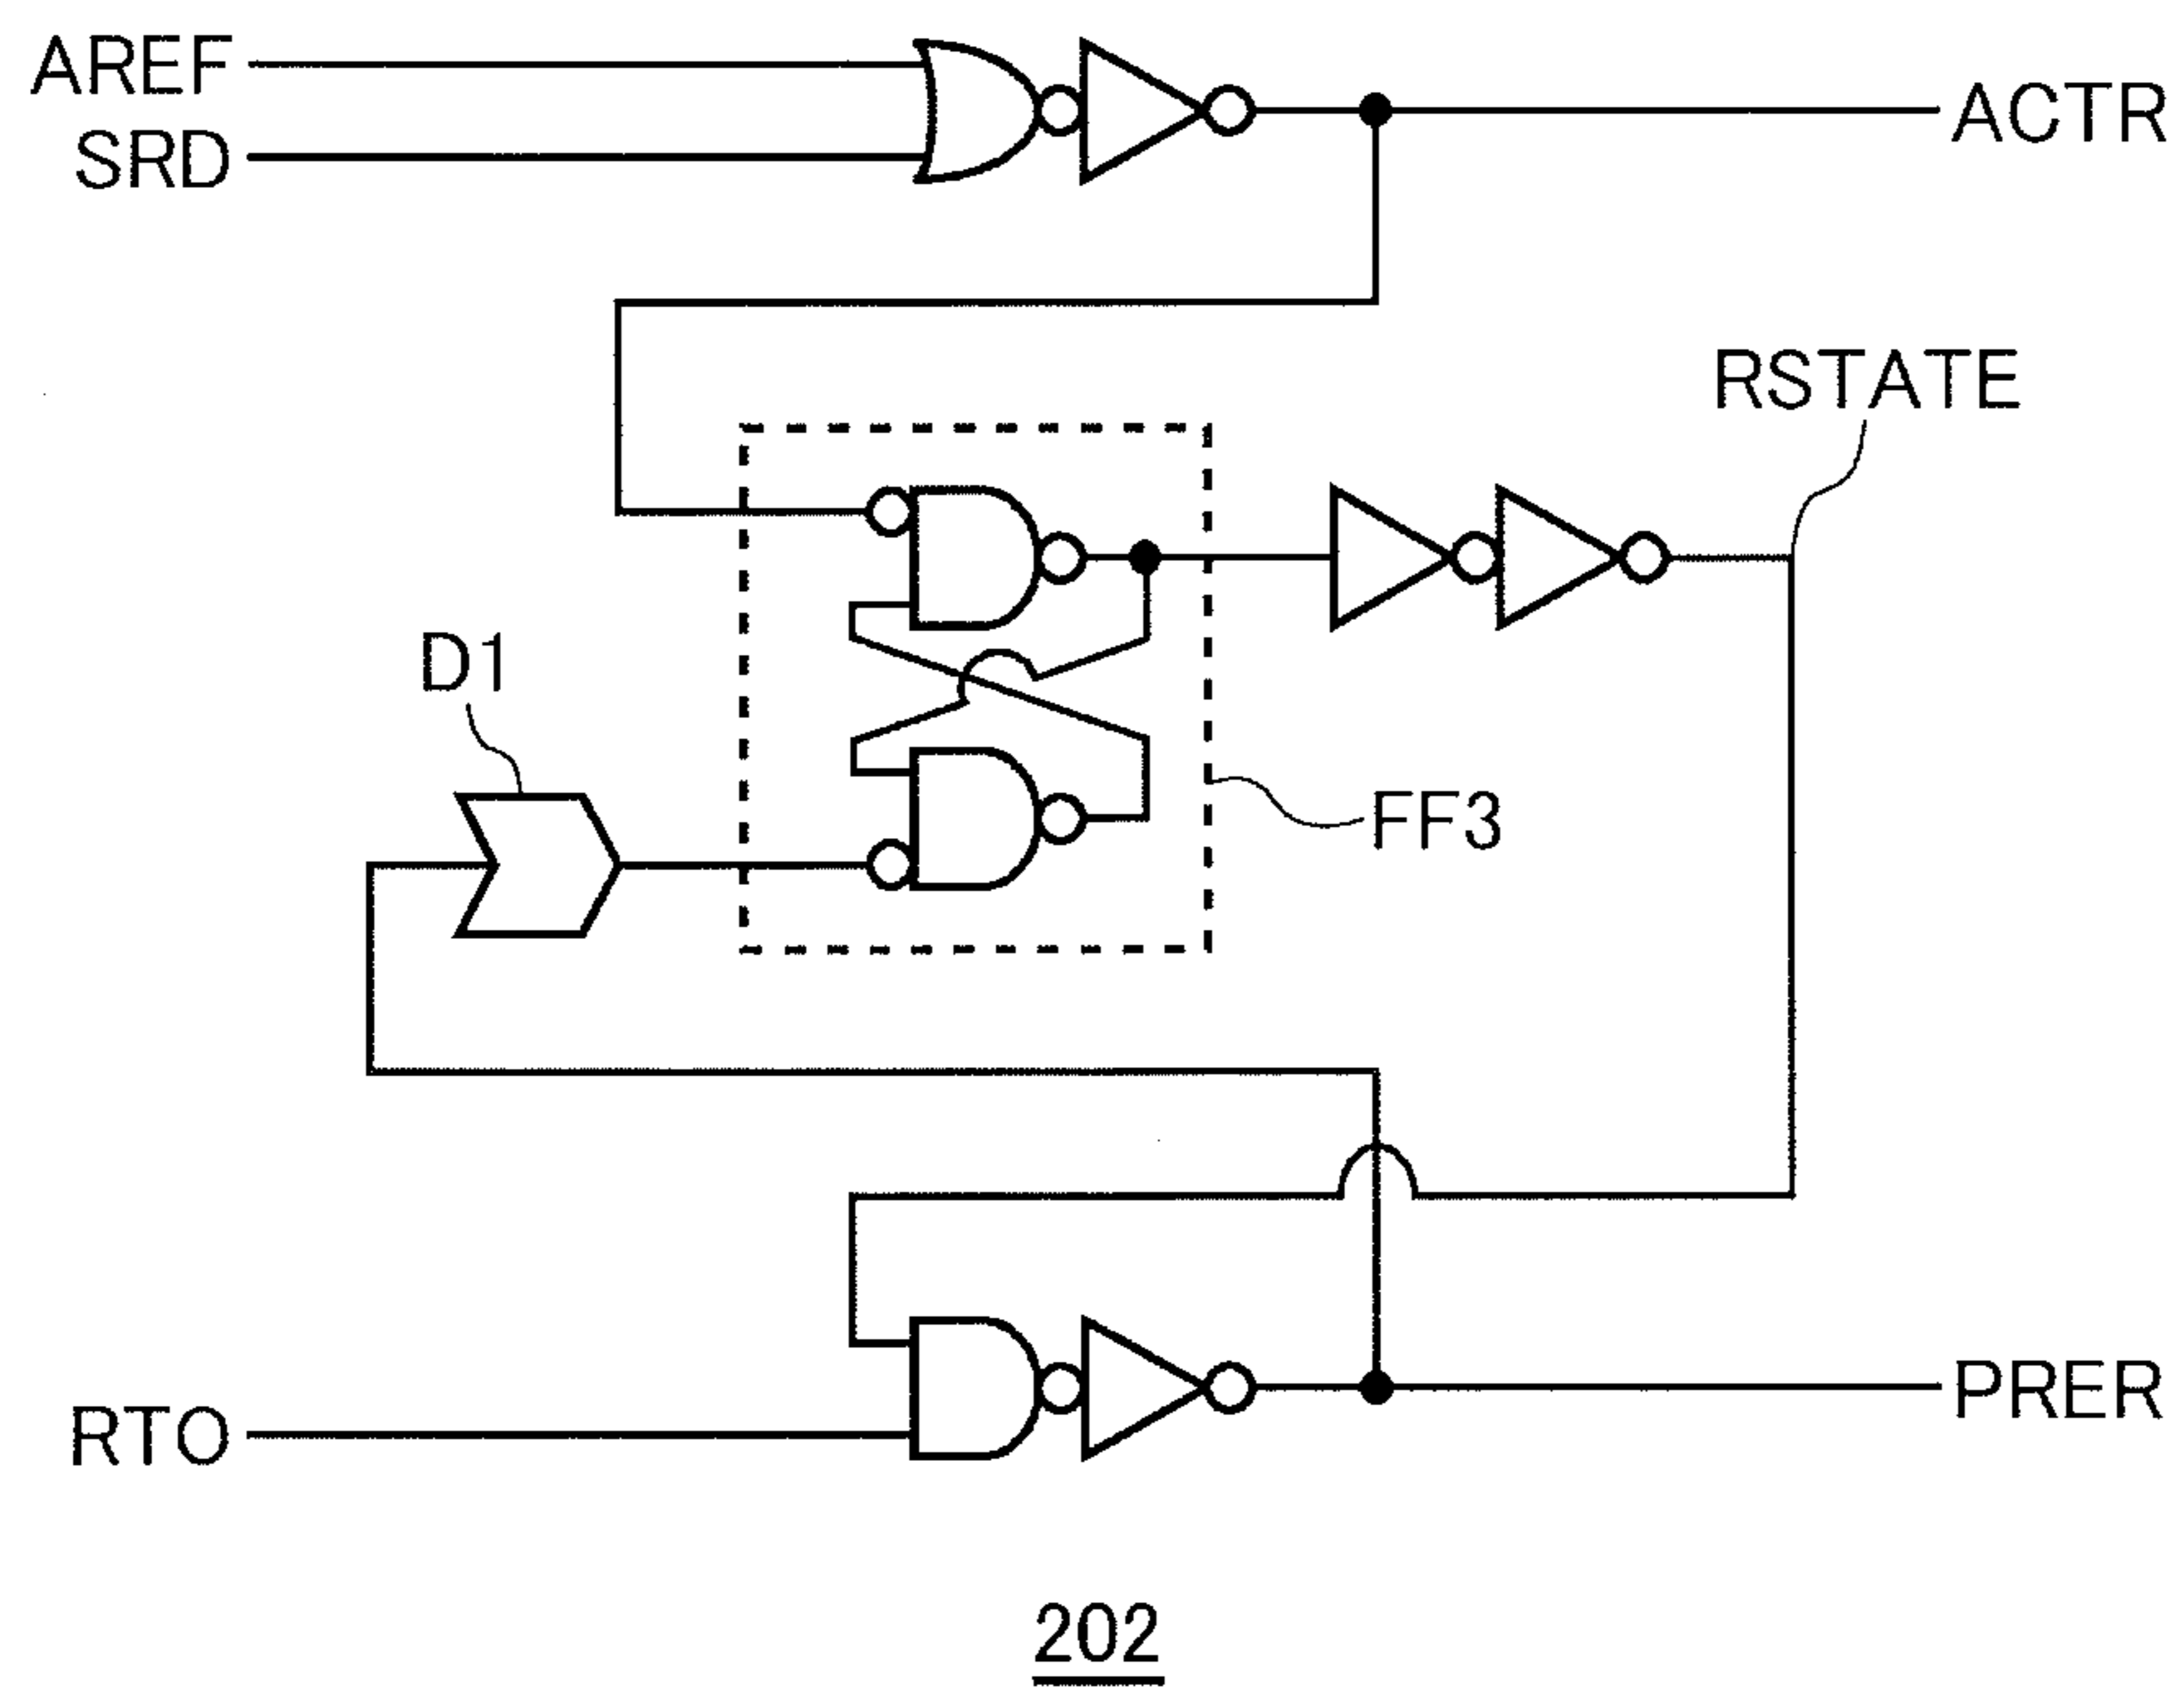 AREF
SRD
ACTR
RSTATE
D1
FF3
RTO
PRER
202